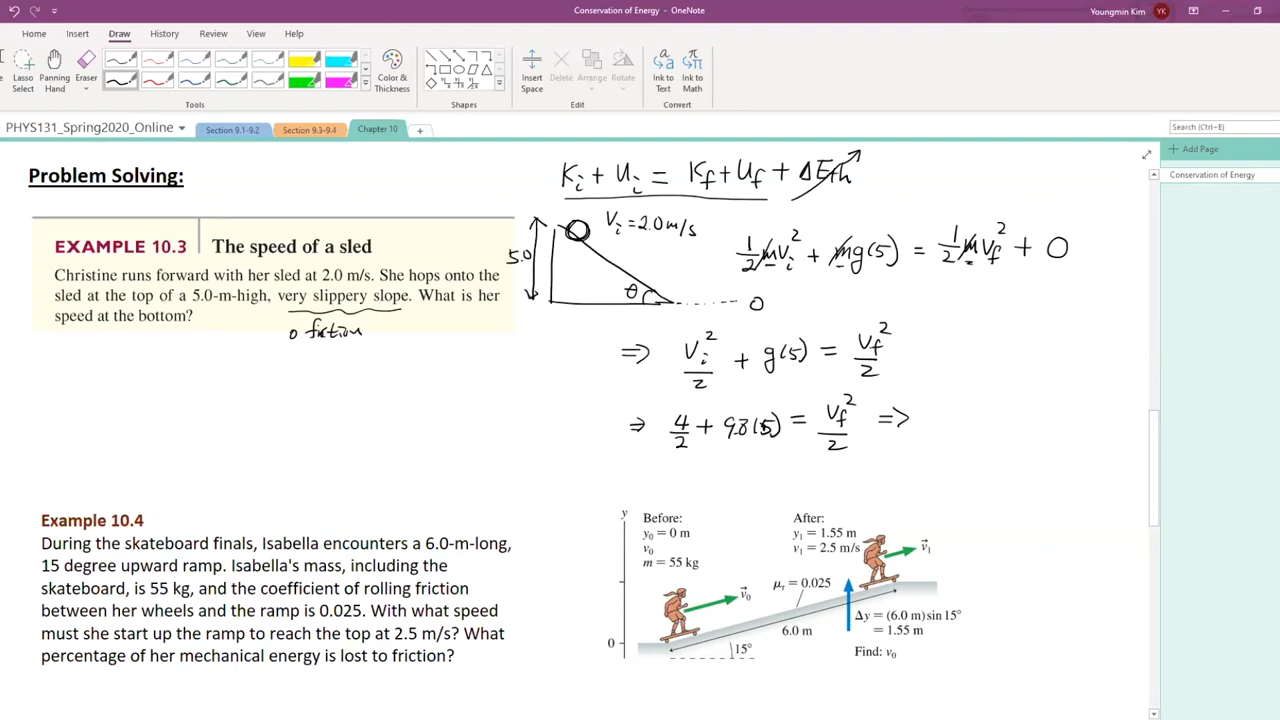 Conservation of Energy - OneNote
Youngmin Kim YK
Home Insert Draw History Review View Help
Lasso Select
Panning Hand
Eraser
Color & Thickness
Insert Space
Delete
Arrange
Rotate
Ink to Text
Ink to Math
Tools
Shapes
Edit
Convert
PHYS131_Spring2020_Online
Section 9.1-9.2
Section 9.3-9.4
Chapter 10
Search (Ctrl+E)
Add Page
Conservation of Energy
Problem Solving:
Ki + Ui = Kf + Uf + ΔEth
EXAMPLE 10.3 The speed of a sled
Christine runs forward with her sled at 2.0 m/s. She hops onto the
sled at the top of a 5.0-m-high, very slippery slope. What is her
speed at the bottom?
0 friction
5.0
Vi = 2.0 m/s
θ
0
1/2 mvi² + mg(5) = 1/2 mvf² + 0
⇒ Vi²/2 + g(5) = vf²/2
⇒ 4/2 + 9.8(5) = vf²/2 ⇒
Example 10.4
During the skateboard finals, Isabella encounters a 6.0-m-long,
15 degree upward ramp. Isabella's mass, including the
skateboard, is 55 kg, and the coefficient of rolling friction
between her wheels and the ramp is 0.025. With what speed
must she start up the ramp to reach the top at 2.5 m/s? What
percentage of her mechanical energy is lost to friction?
y
Before:
y₀ = 0 m
v₀
m = 55 kg
After:
y₁ = 1.55 m
v₁ = 2.5 m/s
v⃗₁
v⃗₀
μr = 0.025
6.0 m
Δy = (6.0 m)sin 15°
= 1.55 m
0
15°
Find: v₀